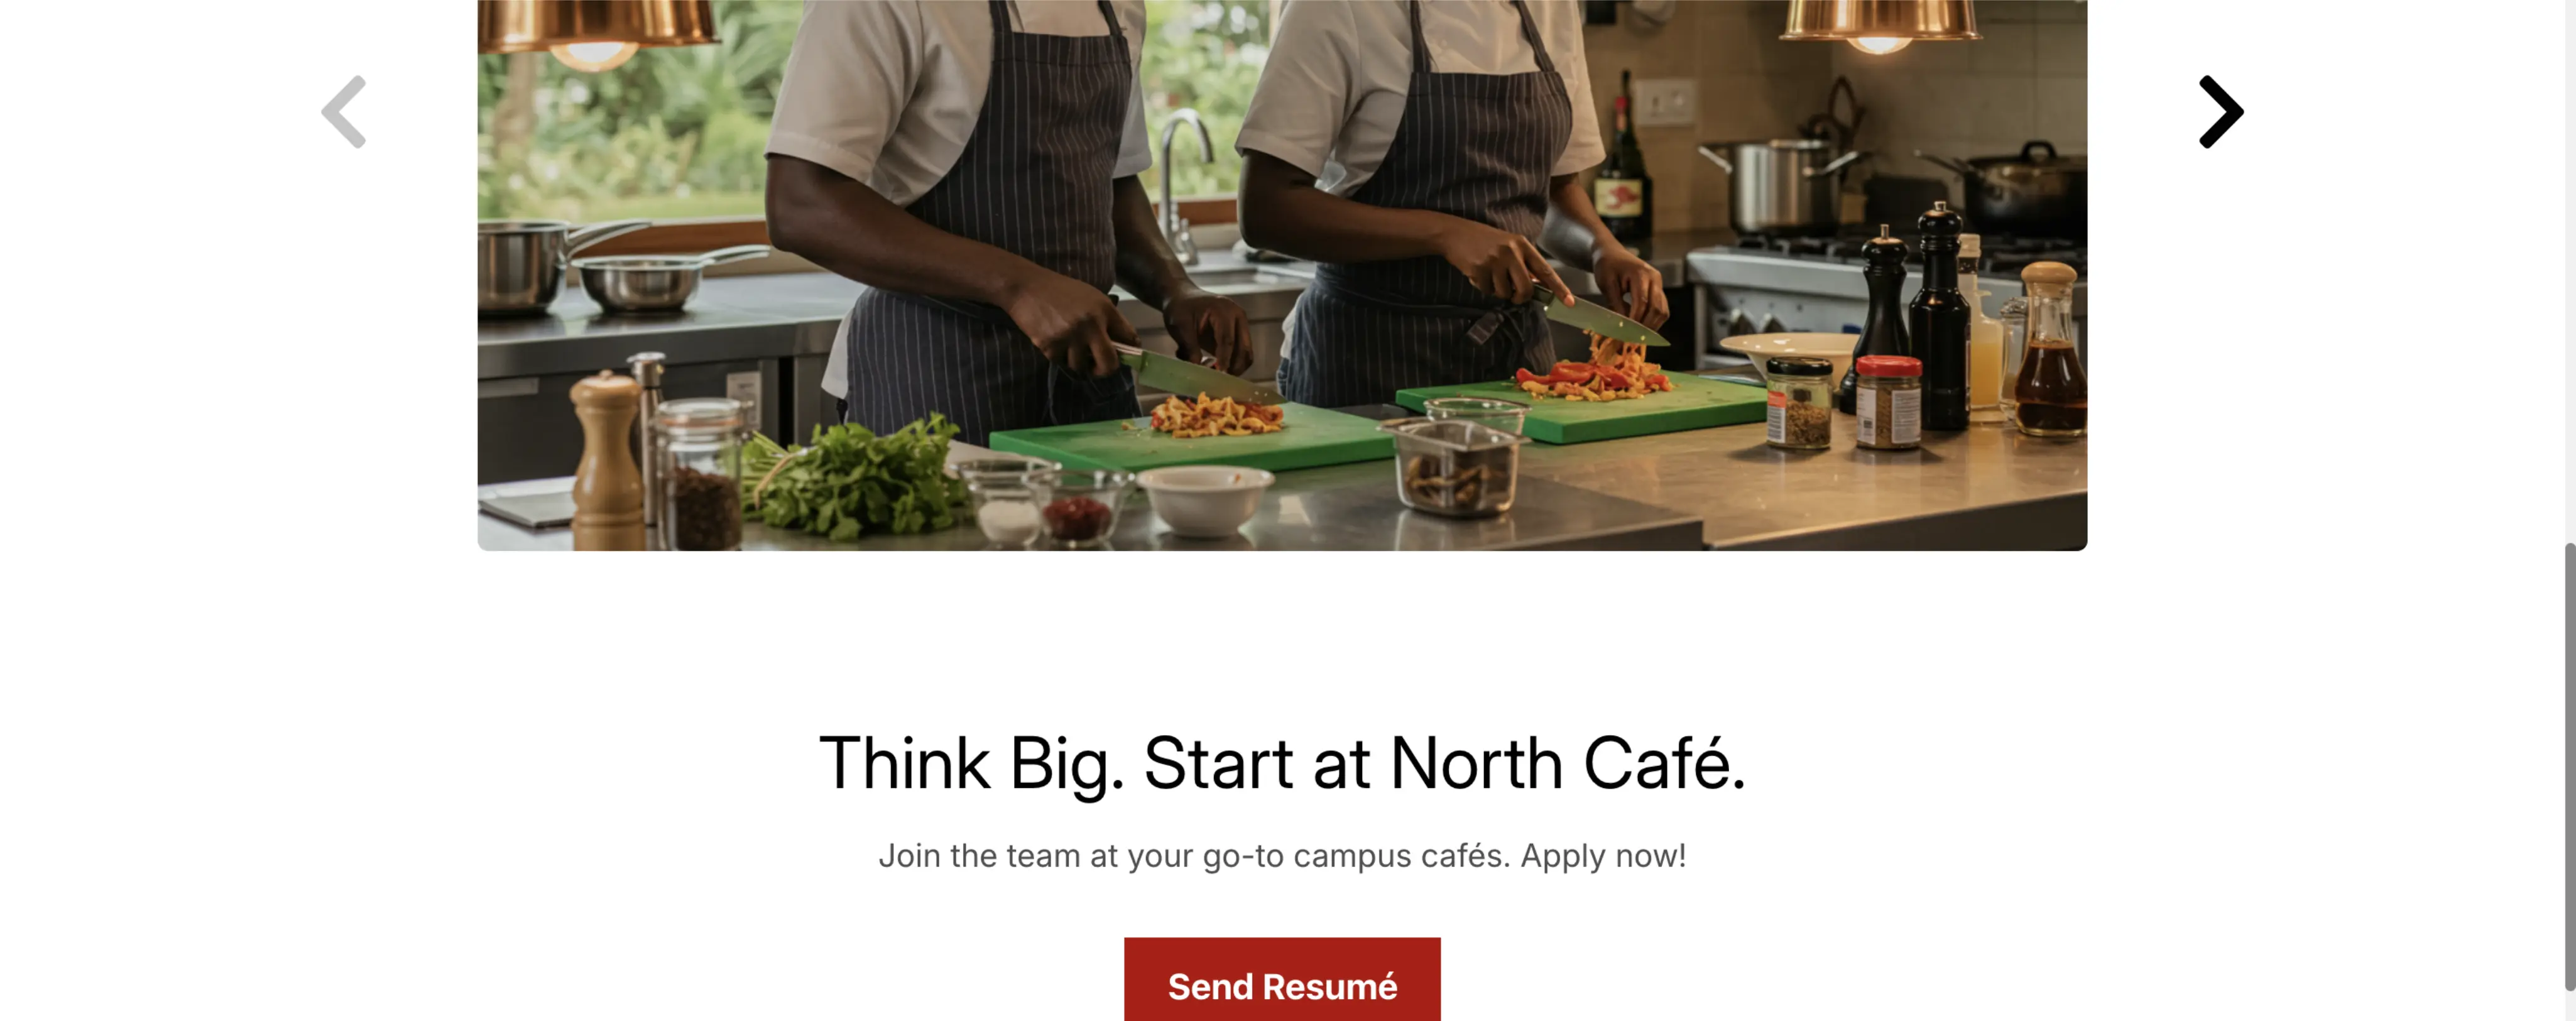 Think Big. Start at North Café.
Join the team at your go-to campus cafés. Apply now!
Send Resumé